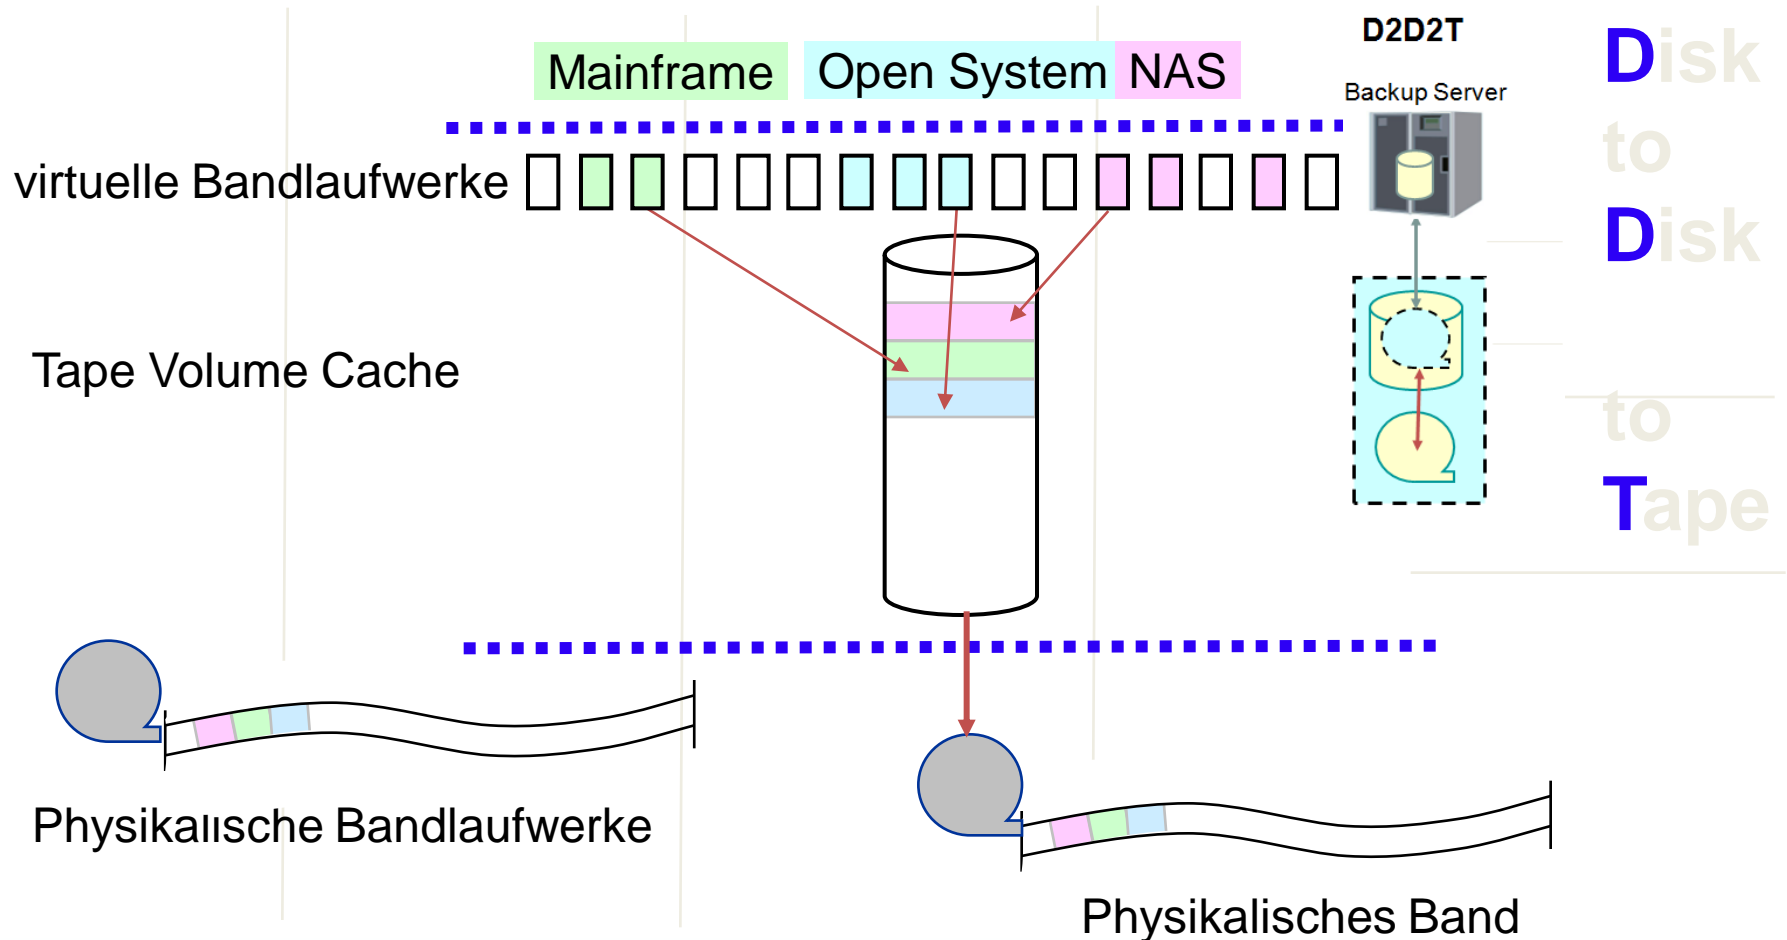 Mainframe
Open System
NAS
virtuelle Bandlaufwerke
Tape Volume Cache
Physikalische Bandlaufwerke
Physikalisches Band
D2D2T
Backup Server
Disk
to
Disk
to
Tape